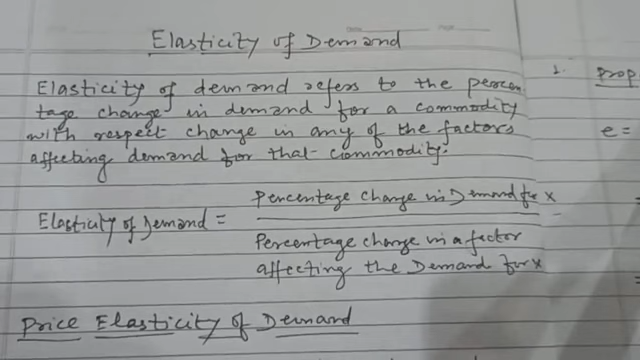 Elasticity of Demand
Elasticity of demand refers to the percen
tage change in demand for a commodity
with respect change in any of the factors
affecting demand for that commodity.
Elasticity of Demand = Percentage change in Demand for x
Percentage change in a factor
affecting the Demand for x
Price Elasticity of Demand
2. Prop
e =
=
=